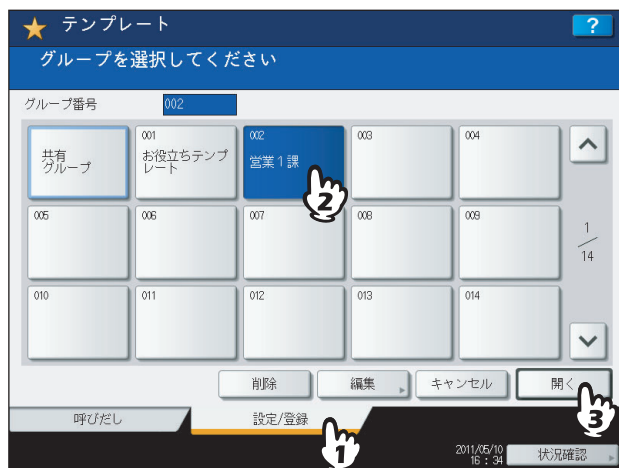 テンプレート
?
グループを選択してください
グループ番号 002
共有
グループ
001
お役立ちテンプ
レート
002
営業1課
003
004
005
006
007
008
009
1
14
010
011
012
013
014
削除
編集
キャンセル
開く
呼びだし
設定/登録
2011/05/10
16:34
状況確認
2
1
3